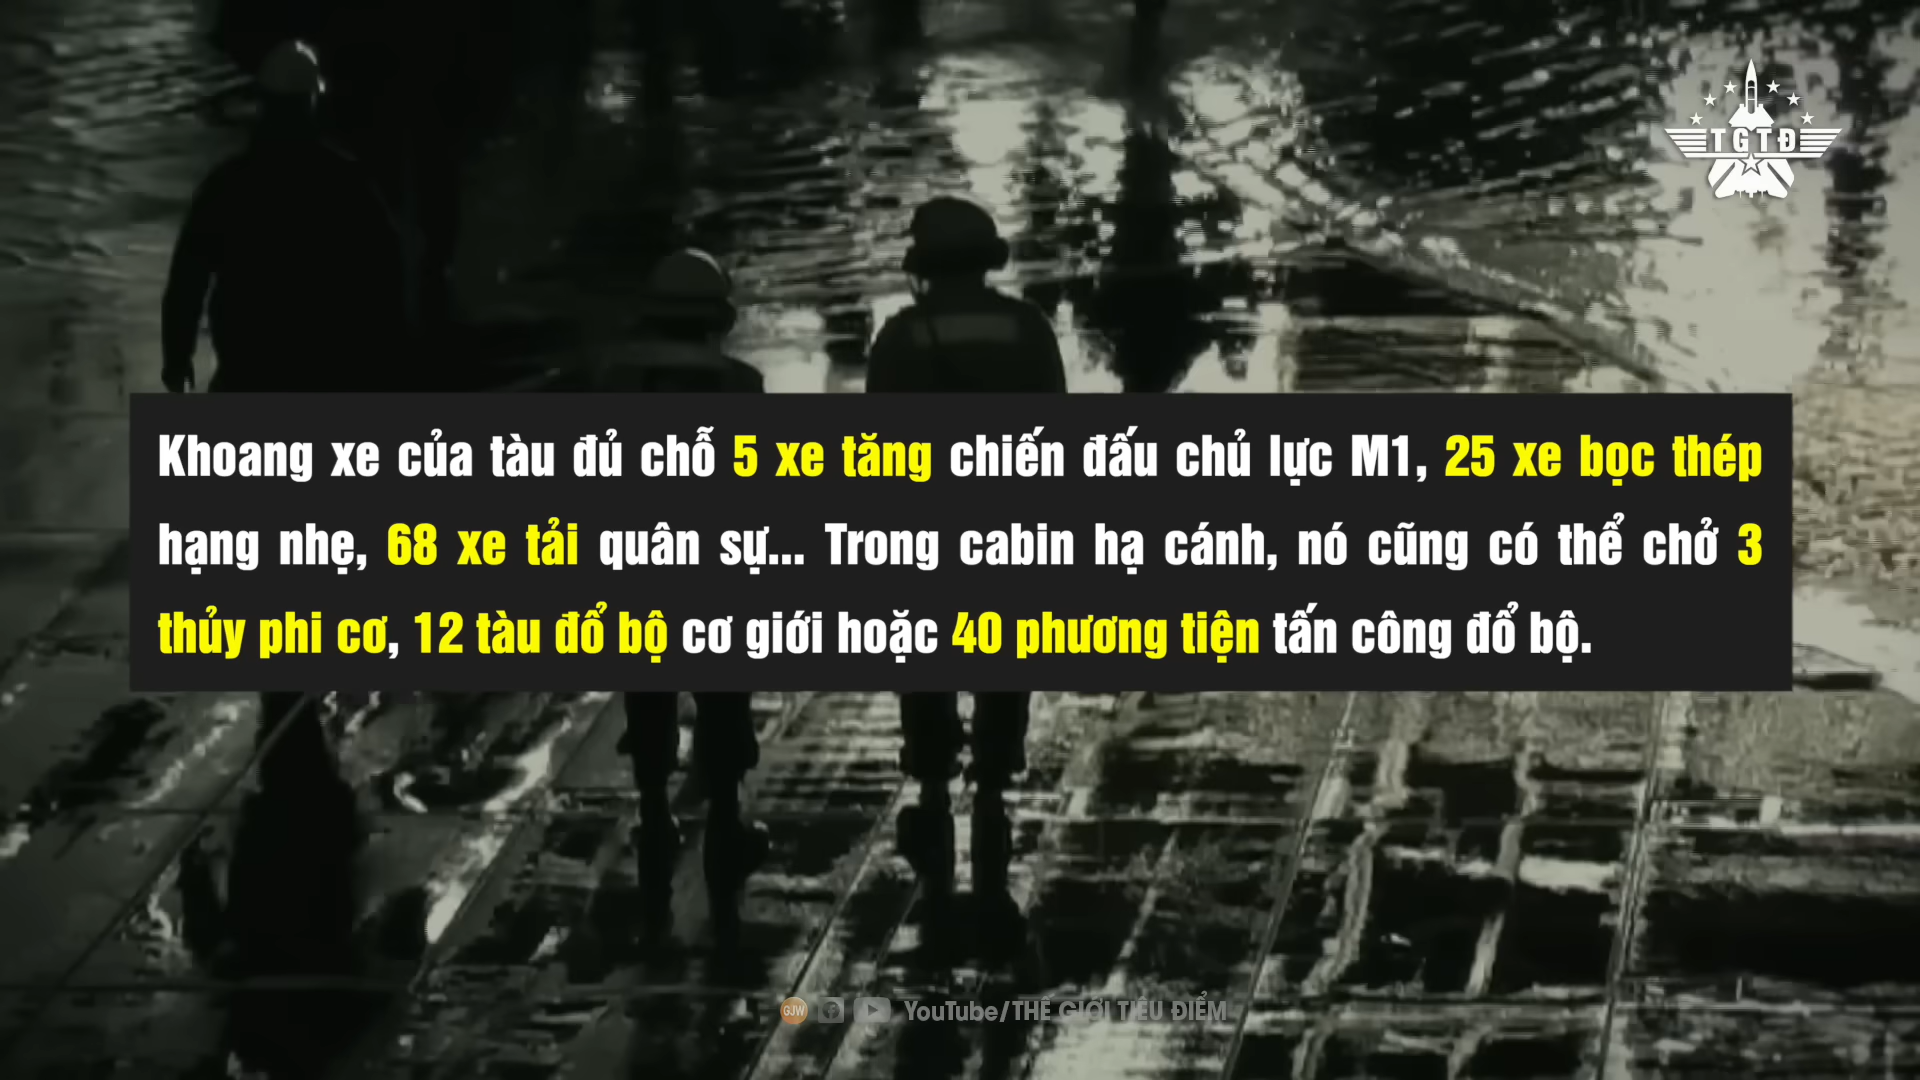 TGTĐ
Khoang xe của tàu đủ chỗ 5 xe tăng chiến đấu chủ lực M1, 25 xe bọc thép
hạng nhẹ, 68 xe tải quân sự... Trong cabin hạ cánh, nó cũng có thể chở 3
thủy phi cơ, 12 tàu đổ bộ cơ giới hoặc 40 phương tiện tấn công đổ bộ.
GJW YouTube/THẾ GIỚI TIÊU ĐIỂM